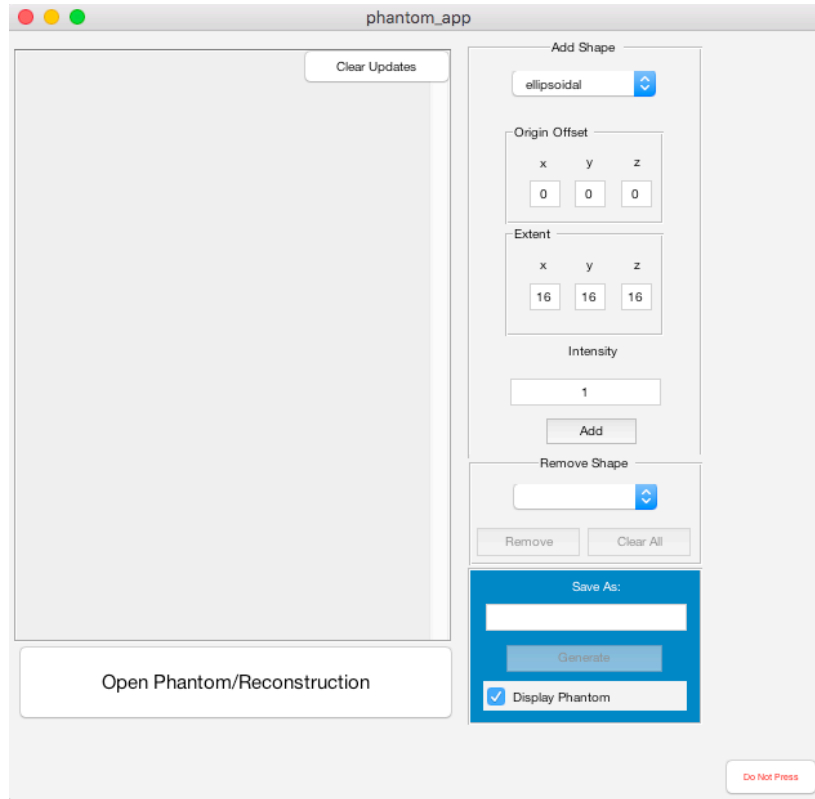 phantom_app
Clear Updates
Add Shape
ellipsoidal
Origin Offset
x y z
0 0 0
Extent
x y z
16 16 16
Intensity
1
Add
Remove Shape
Remove Clear All
Save As:
Generate
Display Phantom
Open Phantom/Reconstruction
Do Not Press